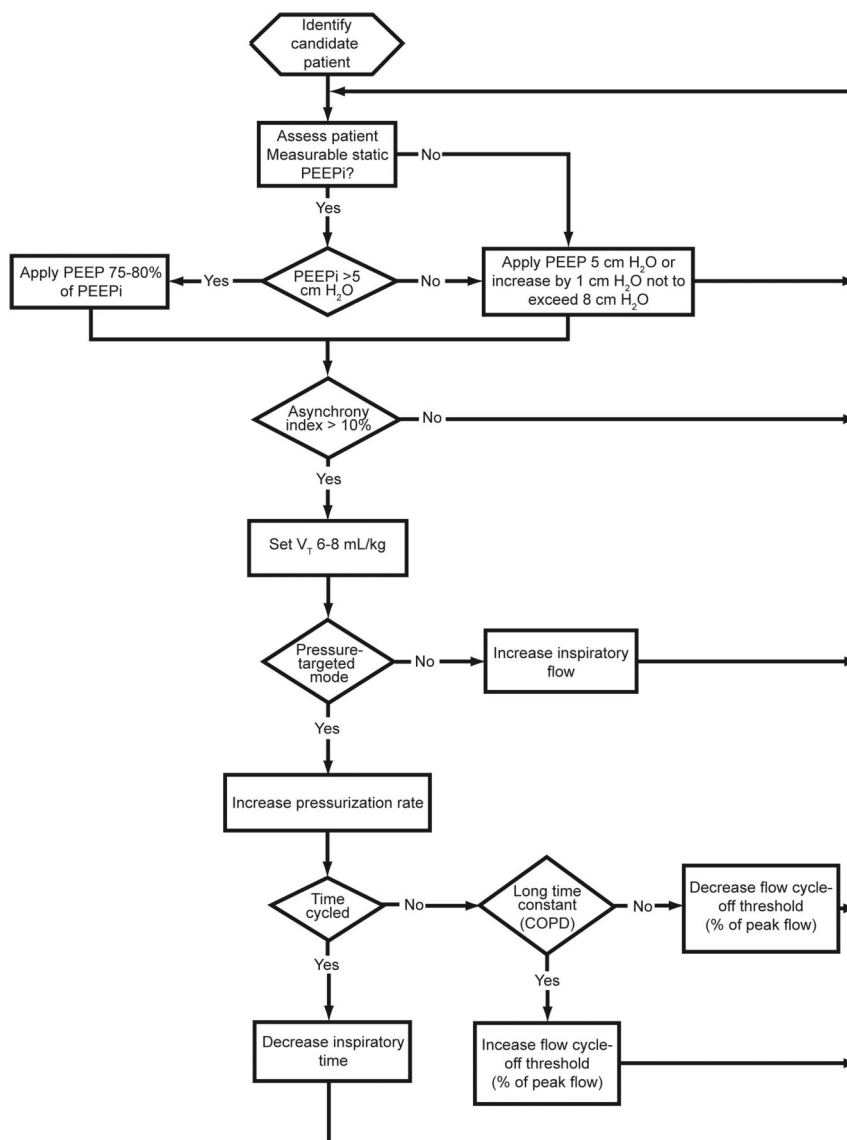 Identify
candidate
patient
Assess patient
Measurable static
PEEPi?
No
Yes
Apply PEEP 75-80%
of PEEPi
Yes
PEEPi >5
cm H₂O
No
Apply PEEP 5 cm H₂O or
increase by 1 cm H₂O not to
exceed 8 cm H₂O
Asynchrony
index > 10%
No
Yes
Set V_T 6-8 mL/kg
Pressure-
targeted
mode
No
Increase inspiratory
flow
Yes
Increase pressurization rate
Time
cycled
No
Long time
constant
(COPD)
No
Decrease flow cycle-
off threshold
(% of peak flow)
Yes
Yes
Decrease inspiratory
time
Increase flow cycle-
off threshold
(% of peak flow)